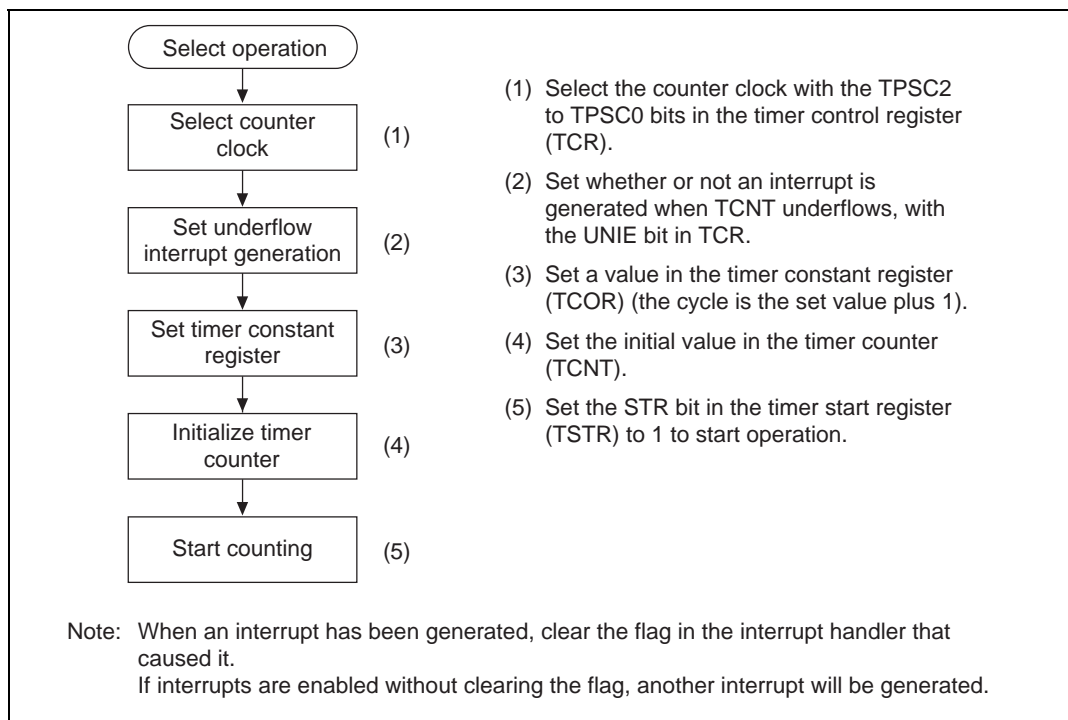 Select operation
Select counter
clock
(1)
Set underflow
interrupt generation
(2)
Set timer constant
register
(3)
Initialize timer
counter
(4)
Start counting
(5)
(1) Select the counter clock with the TPSC2
to TPSC0 bits in the timer control register
(TCR).
(2) Set whether or not an interrupt is
generated when TCNT underflows, with
the UNIE bit in TCR.
(3) Set a value in the timer constant register
(TCOR) (the cycle is the set value plus 1).
(4) Set the initial value in the timer counter
(TCNT).
(5) Set the STR bit in the timer start register
(TSTR) to 1 to start operation.
Note: When an interrupt has been generated, clear the flag in the interrupt handler that
caused it.
If interrupts are enabled without clearing the flag, another interrupt will be generated.